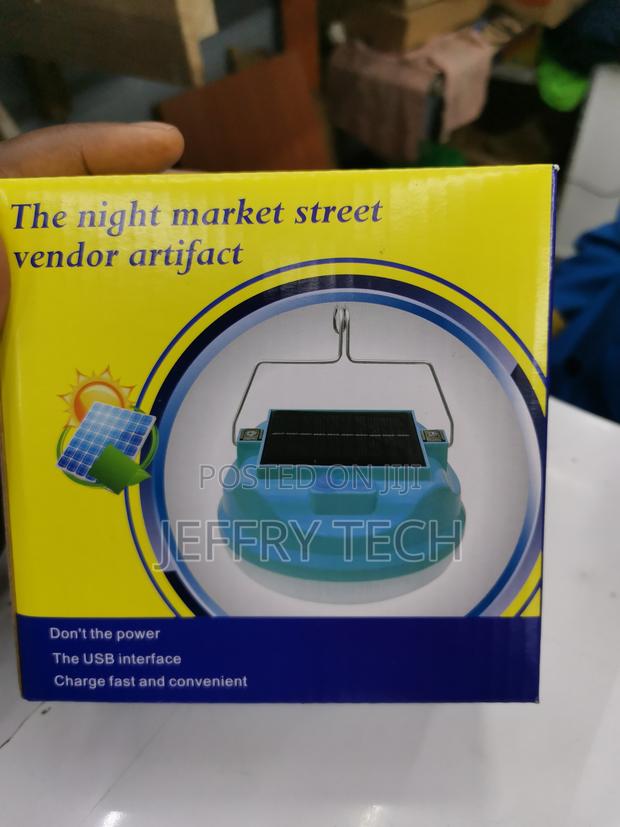 The night market street
vendor artifact
POSTED ON JIJI
JEFFRY TECH
Don't the power
The USB interface
Charge fast and convenient